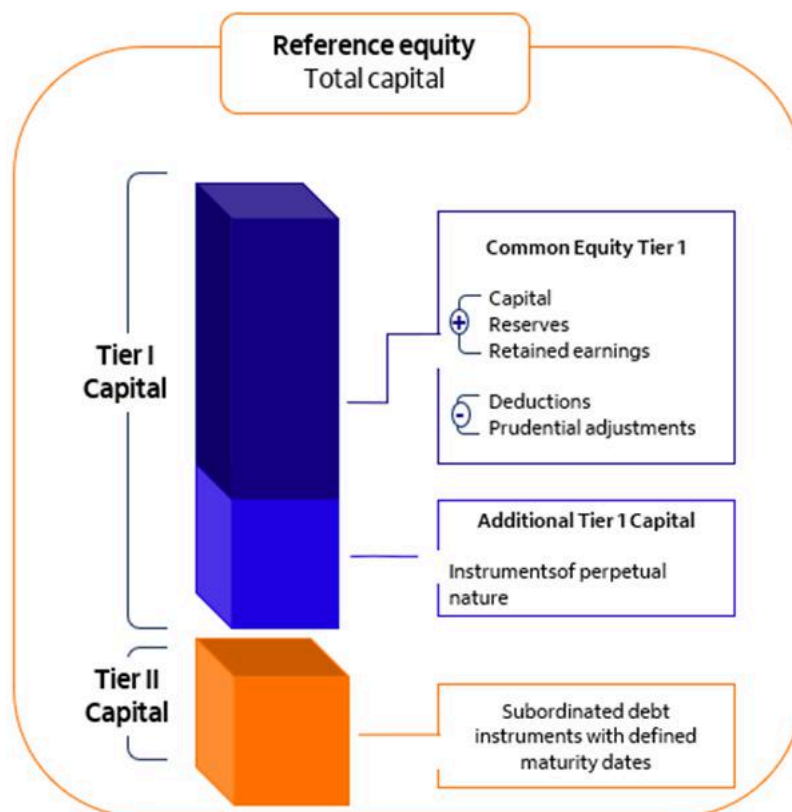 Reference equity
Total capital
Tier I
Capital
Common Equity Tier 1
+
Capital
Reserves
Retained earnings
-
Deductions
Prudential adjustments
Additional Tier 1 Capital
Instrumentsof perpetual
nature
Tier II
Capital
Subordinated debt
instruments with defined
maturity dates